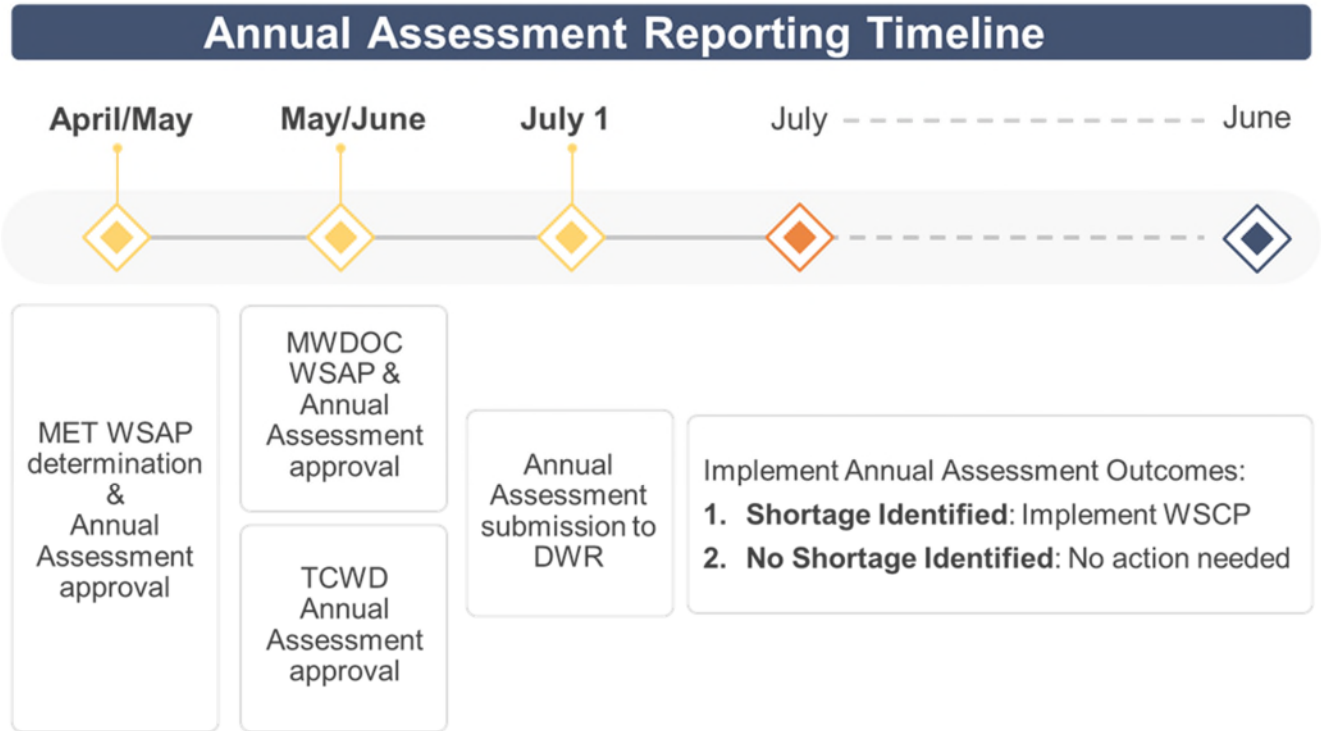 Annual Assessment Reporting Timeline
April/May
May/June
July 1
July
June
MET WSAP
determination
&
Annual
Assessment
approval
MWDOC
WSAP &
Annual
Assessment
approval
TCWD
Annual
Assessment
approval
Annual
Assessment
submission to
DWR
Implement Annual Assessment Outcomes:
1. Shortage Identified: Implement WSCP
2. No Shortage Identified: No action needed